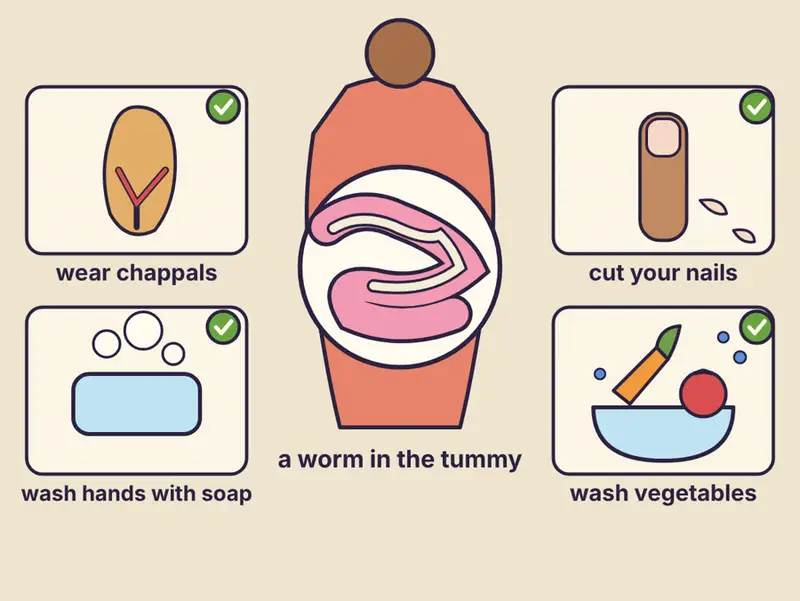 wear chappals
cut your nails
a worm in the tummy
wash hands with soap
wash vegetables